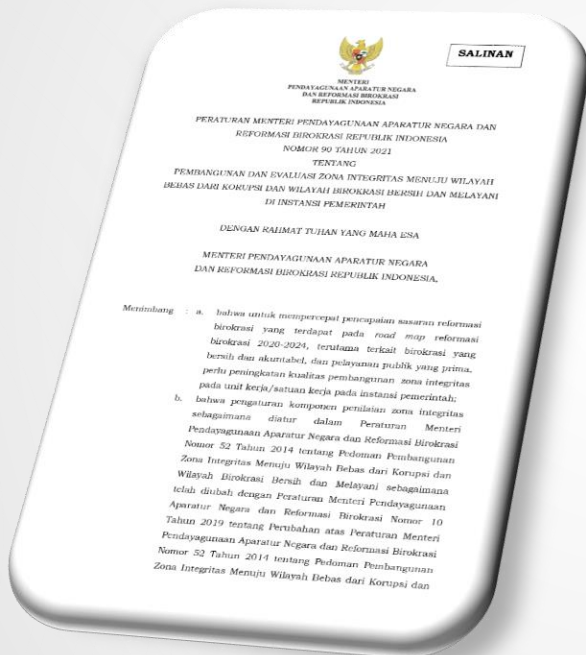 SALINAN
MENTERI
PENDAYAGUNAAN APARATUR NEGARA
DAN REFORMASI BIROKRASI
REPUBLIK INDONESIA
PERATURAN MENTERI PENDAYAGUNAAN APARATUR NEGARA DAN
REFORMASI BIROKRASI REPUBLIK INDONESIA
NOMOR 90 TAHUN 2021
TENTANG
PEMBANGUNAN DAN EVALUASI ZONA INTEGRITAS MENUJU WILAYAH
BEBAS DARI KORUPSI DAN WILAYAH BIROKRASI BERSIH DAN MELAYANI
DI INSTANSI PEMERINTAH
DENGAN RAHMAT TUHAN YANG MAHA ESA
MENTERI PENDAYAGUNAAN APARATUR NEGARA
DAN REFORMASI BIROKRASI REPUBLIK INDONESIA,
Menimbang : a. bahwa untuk mempercepat pencapaian sasaran reformasi
birokrasi yang terdapat pada road map reformasi
birokrasi 2020-2024, terutama terkait birokrasi yang
bersih dan akuntabel, dan pelayanan publik yang prima,
perlu peningkatan kualitas pembangunan zona integritas
pada unit kerja/satuan kerja pada instansi pemerintah;
b. bahwa pengaturan komponen penilaian zona integritas
sebagaimana diatur dalam Peraturan Menteri
Pendayagunaan Aparatur Negara dan Reformasi Birokrasi
Nomor 52 Tahun 2014 tentang Pedoman Pembangunan
Zona Integritas Menuju Wilayah Bebas dari Korupsi dan
Wilayah Birokrasi Bersih dan Melayani sebagaimana
telah diubah dengan Peraturan Menteri Pendayagunaan
Aparatur Negara dan Reformasi Birokrasi Nomor 10
Tahun 2019 tentang Perubahan atas Peraturan Menteri
Pendayagunaan Aparatur Negara dan Reformasi Birokrasi
Nomor 52 Tahun 2014 tentang Pedoman Pembangunan
Zona Integritas Menuju Wilayah Bebas dari Korupsi dan